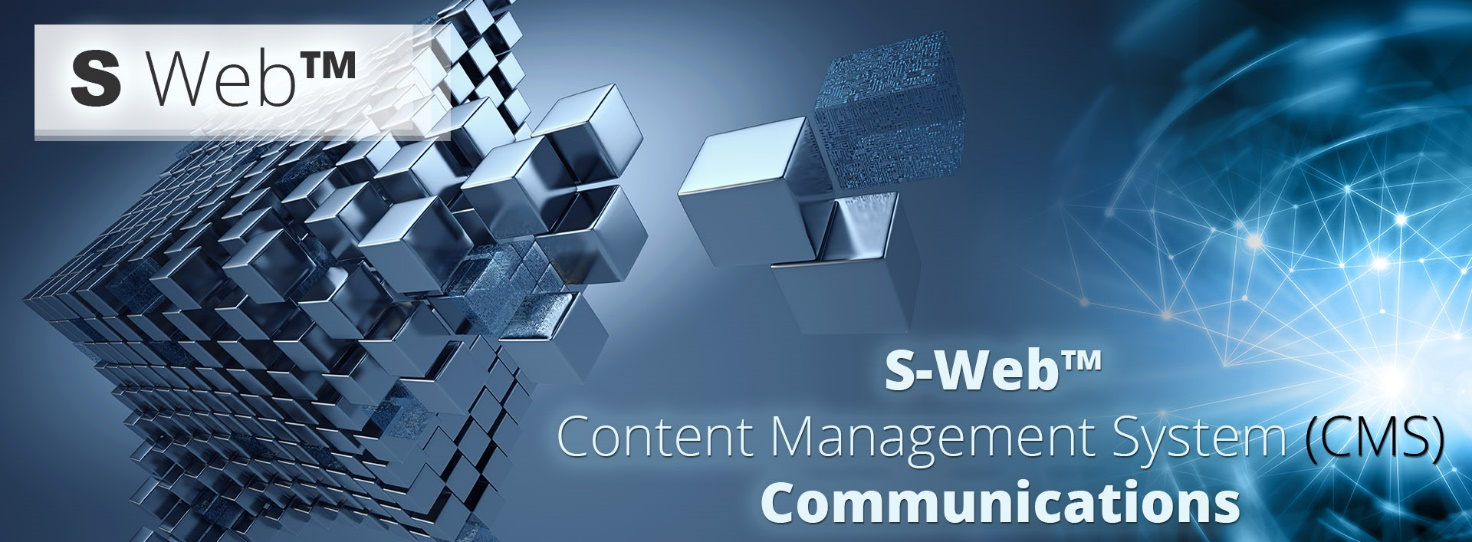 S Web™
S-Web™
Content Management System (CMS)
Communications